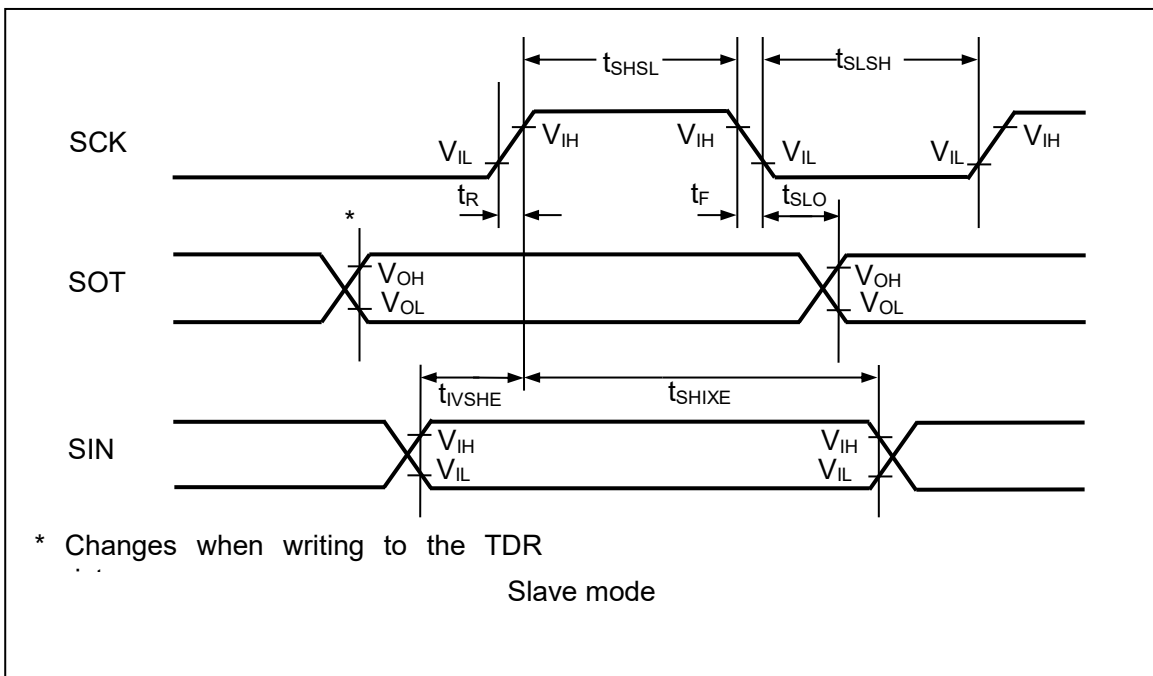 tSHSL tSLSH
SCK VIL VIH VIH VIL VIL VIH
tR tF tSLO
*
SOT VOH VOH
VOL VOL
tIVSHE tSHIXE
SIN VIH VIH
VIL VIL
* Changes when writing to the TDR
Slave mode